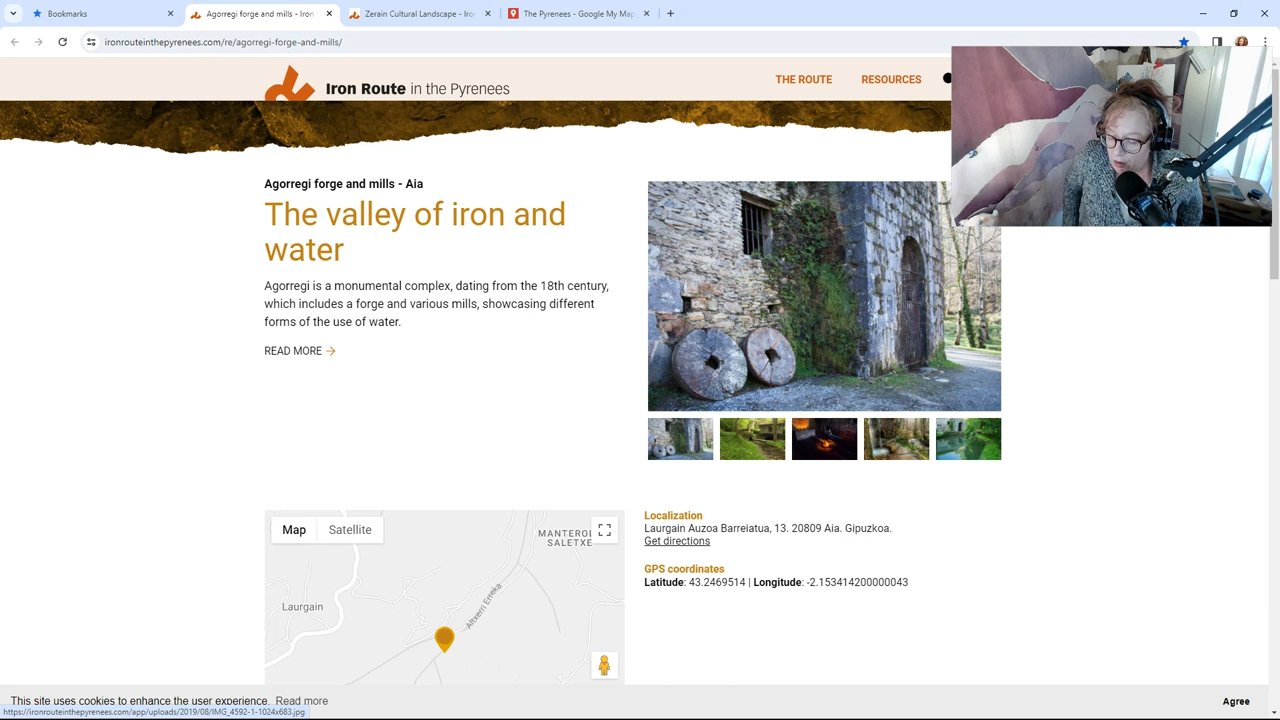 Bookmarks
Agorregi forge and mills - Iron
Zerain Cultural Landscape - Iro
The Pyrenees - Google My Map
ironrouteinthepyrenees.com/re/agorregi-forge-and-mills/
Iron Route in the Pyrenees
THE ROUTE
RESOURCES
Agorregi forge and mills - Aia
The valley of iron and
water
Agorregi is a monumental complex, dating from the 18th century,
which includes a forge and various mills, showcasing different
forms of the use of water.
READ MORE →
Map
Satellite
MANTERO
SALETXE
Laurgain
Altxerri Erreka
Localization
Laurgain Auzoa Barreiatua, 13. 20809 Aia. Gipuzkoa.
Get directions
GPS coordinates
Latitude: 43.2469514 | Longitude: -2.153414200000043
This site uses cookies to enhance the user experience. Read more
Agree
https://ironrouteinthepyrenees.com/app/uploads/2019/08/IMG_4592-1-1024x683.jpg